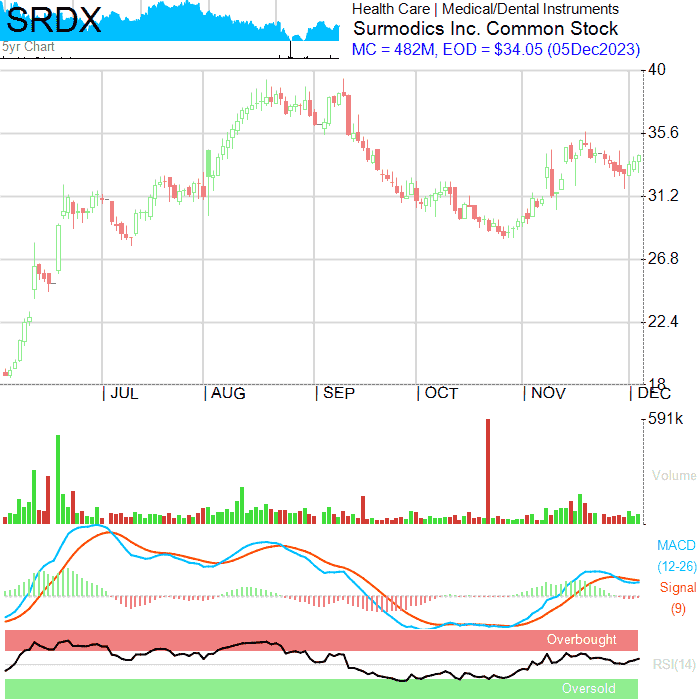 SRDX
5yr Chart
Health Care | Medical/Dental Instruments
Surmodics Inc. Common Stock
MC = 482M, EOD = $34.05 (05Dec2023)
40
35.6
31.2
26.8
22.4
18
| JUL | AUG | SEP | OCT | NOV | DEC
591k
Volume
MACD
(12-26)
Signal
(9)
Overbought
RSI(14)
Oversold